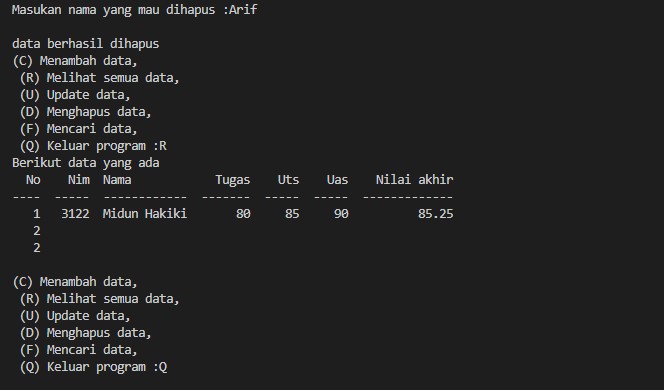 Masukan nama yang mau dihapus :Arif
data berhasil dihapus
(C) Menambah data,
(R) Melihat semua data,
(U) Update data,
(D) Menghapus data,
(F) Mencari data,
(Q) Keluar program :R
Berikut data yang ada
No Nim Nama Tugas Uts Uas Nilai akhir
---- ----- ------------ ------- ----- ----- -------------
1 3122 Midun Hakiki 80 85 90 85.25
2
2
(C) Menambah data,
(R) Melihat semua data,
(U) Update data,
(D) Menghapus data,
(F) Mencari data,
(Q) Keluar program :Q